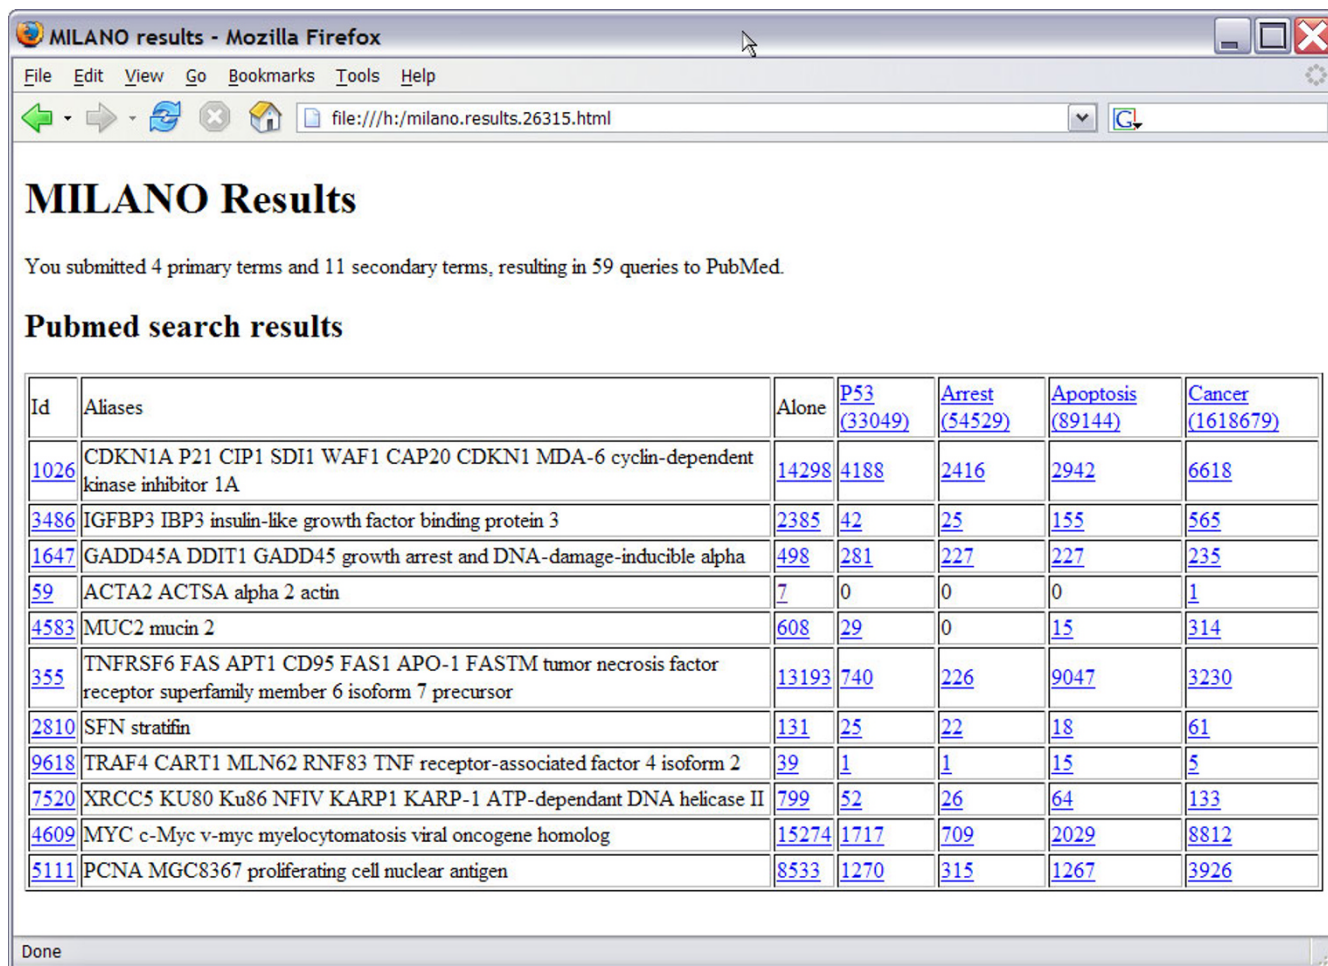 MILANO results - Mozilla Firefox
File Edit View Go Bookmarks Tools Help
file:///h:/milano.results.26315.html
G
MILANO Results
You submitted 4 primary terms and 11 secondary terms, resulting in 59 queries to PubMed.
Pubmed search results
Id Aliases Alone P53 (33049) Arrest (54529) Apoptosis (89144) Cancer (1618679)
1026 CDKN1A P21 CIP1 SDI1 WAF1 CAP20 CDKN1 MDA-6 cyclin-dependent
kinase inhibitor 1A 14298 4188 2416 2942 6618
3486 IGFBP3 IBP3 insulin-like growth factor binding protein 3 2385 42 25 155 565
1647 GADD45A DDIT1 GADD45 growth arrest and DNA-damage-inducible alpha 498 281 227 227 235
59 ACTA2 ACTSA alpha 2 actin 7 0 0 0 1
4583 MUC2 mucin 2 608 29 0 15 314
355 TNFRSF6 FAS APT1 CD95 FAS1 APO-1 FASTM tumor necrosis factor
receptor superfamily member 6 isoform 7 precursor 13193 740 226 9047 3230
2810 SFN stratifin 131 25 22 18 61
9618 TRAF4 CART1 MLN62 RNF83 TNF receptor-associated factor 4 isoform 2 39 1 1 15 5
7520 XRCC5 KU80 Ku86 NFIV KARP1 KARP-1 ATP-dependant DNA helicase II 799 52 26 64 133
4609 MYC c-Myc v-myc myelocytomatosis viral oncogene homolog 15274 1717 709 2029 8812
5111 PCNA MGC8367 proliferating cell nuclear antigen 8533 1270 315 1267 3926
Done